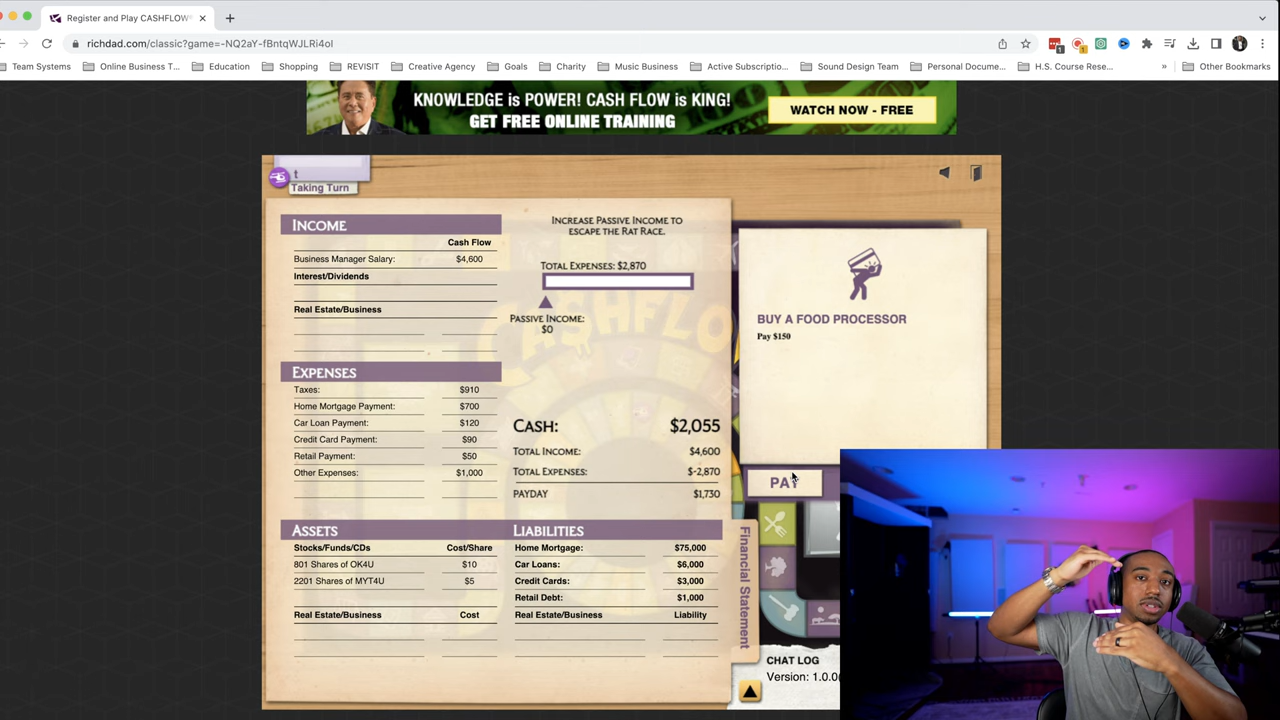 Register and Play CASHFLOW®
richdad.com/classic?game=-NQ2aY-fBntqWJLRi4oI
Team Systems
Online Business T...
Education
Shopping
REVISIT
Creative Agency
Goals
Charity
Music Business
Active Subscriptio...
Sound Design Team
Personal Docume...
H.S. Course Rese...
»
Other Bookmarks
KNOWLEDGE is POWER! CASH FLOW is KING!
GET FREE ONLINE TRAINING
WATCH NOW - FREE
t
Taking Turn
INCOME
Cash Flow
Business Manager Salary: $4,600
Interest/Dividends
Real Estate/Business
INCREASE PASSIVE INCOME TO
ESCAPE THE RAT RACE.
TOTAL EXPENSES: $2,870
PASSIVE INCOME:
$0
EXPENSES
Taxes: $910
Home Mortgage Payment: $700
Car Loan Payment: $120
Credit Card Payment: $90
Retail Payment: $50
Other Expenses: $1,000
CASH: $2,055
TOTAL INCOME: $4,600
TOTAL EXPENSES: $-2,870
PAYDAY $1,730
ASSETS
Stocks/Funds/CDs Cost/Share
801 Shares of OK4U $10
2201 Shares of MYT4U $5
Real Estate/Business Cost
LIABILITIES
Home Mortgage: $75,000
Car Loans: $6,000
Credit Cards: $3,000
Retail Debt: $1,000
Real Estate/Business Liability
Financial Statement
BUY A FOOD PROCESSOR
Pay $150
PAY
CHAT LOG
Version: 1.0.0
CASHFLO